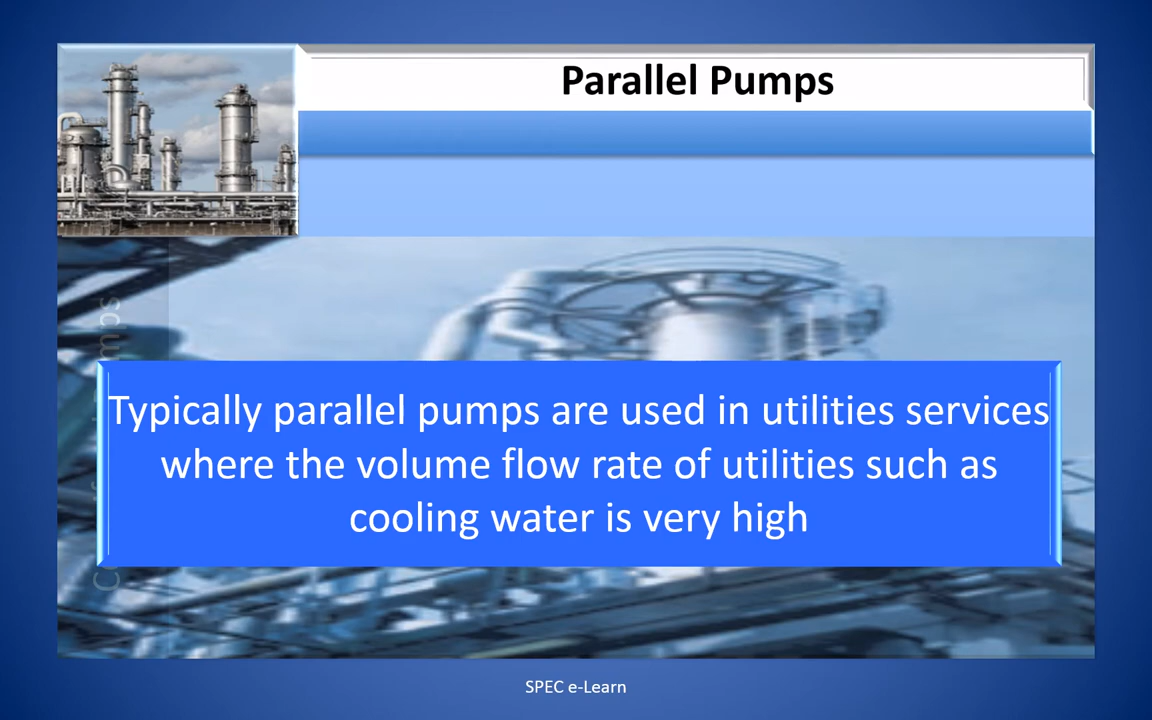 Parallel Pumps
Typically parallel pumps are used in utilities services
where the volume flow rate of utilities such as
cooling water is very high
SPEC e-Learn